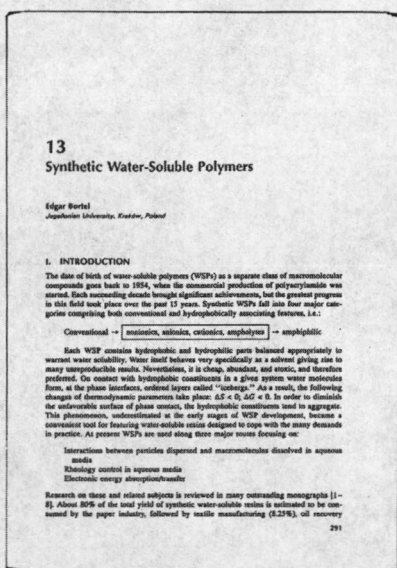 13
Synthetic Water-Soluble Polymers
Edgar Bortel
Jagellonian University, Kraków, Poland
I. INTRODUCTION
The date of birth of water-soluble polymers (WSPs) as a separate class of macromolecular
compounds goes back to 1954, when the commercial production of polyacrylamide was
started. Each succeeding decade brought significant achievements, but the greatest progress
in this field took place over the past 15 years. Synthetic WSPs fall into four major cate-
gories comprising both conventional and hydrophobically associating features, i.e.:
Conventional → nonionics, anionics, cationics, ampholytes → amphiphilic
Each WSP contains hydrophobic and hydrophilic parts balanced appropriately to
warrant water solubility. Water itself behaves very specifically as a solvent giving rise to
many unreproducible results. Nevertheless, it is cheap, abundant, and atoxic, and therefore
preferred. On contact with hydrophobic constituents in a given system water molecules
form, at the phase interfaces, ordered layers called "icebergs." As a result, the following
changes of thermodynamic parameters take place: ΔS < 0; ΔG < 0. In order to diminish
the unfavorable surface of phase contact, the hydrophobic constituents tend to aggregate.
This phenomenon, underestimated at the early stages of WSP development, became a
convenient tool for featuring water-soluble resins designed to cope with the many demands
in practice. At present WSPs are used along three major routes focusing on:
Interactions between particles dispersed and macromolecules dissolved in aqueous
media
Rheology control in aqueous media
Electronic energy absorption/transfer
Research on these and related subjects is reviewed in many outstanding monographs [1–
8]. About 80% of the total yield of synthetic water-soluble resins is estimated to be con-
sumed by the paper industry, followed by textile manufacturing (8.25%), oil recovery
291